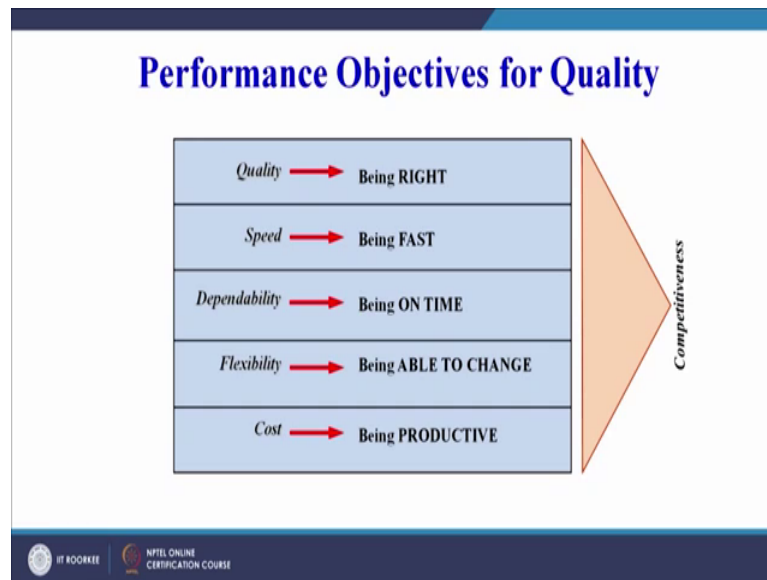 Performance Objectives for Quality
Quality Being RIGHT
Speed Being FAST
Dependability Being ON TIME
Flexibility Being ABLE TO CHANGE
Cost Being PRODUCTIVE
Competitiveness
IIT ROORKEE
NPTEL ONLINE
CERTIFICATION COURSE